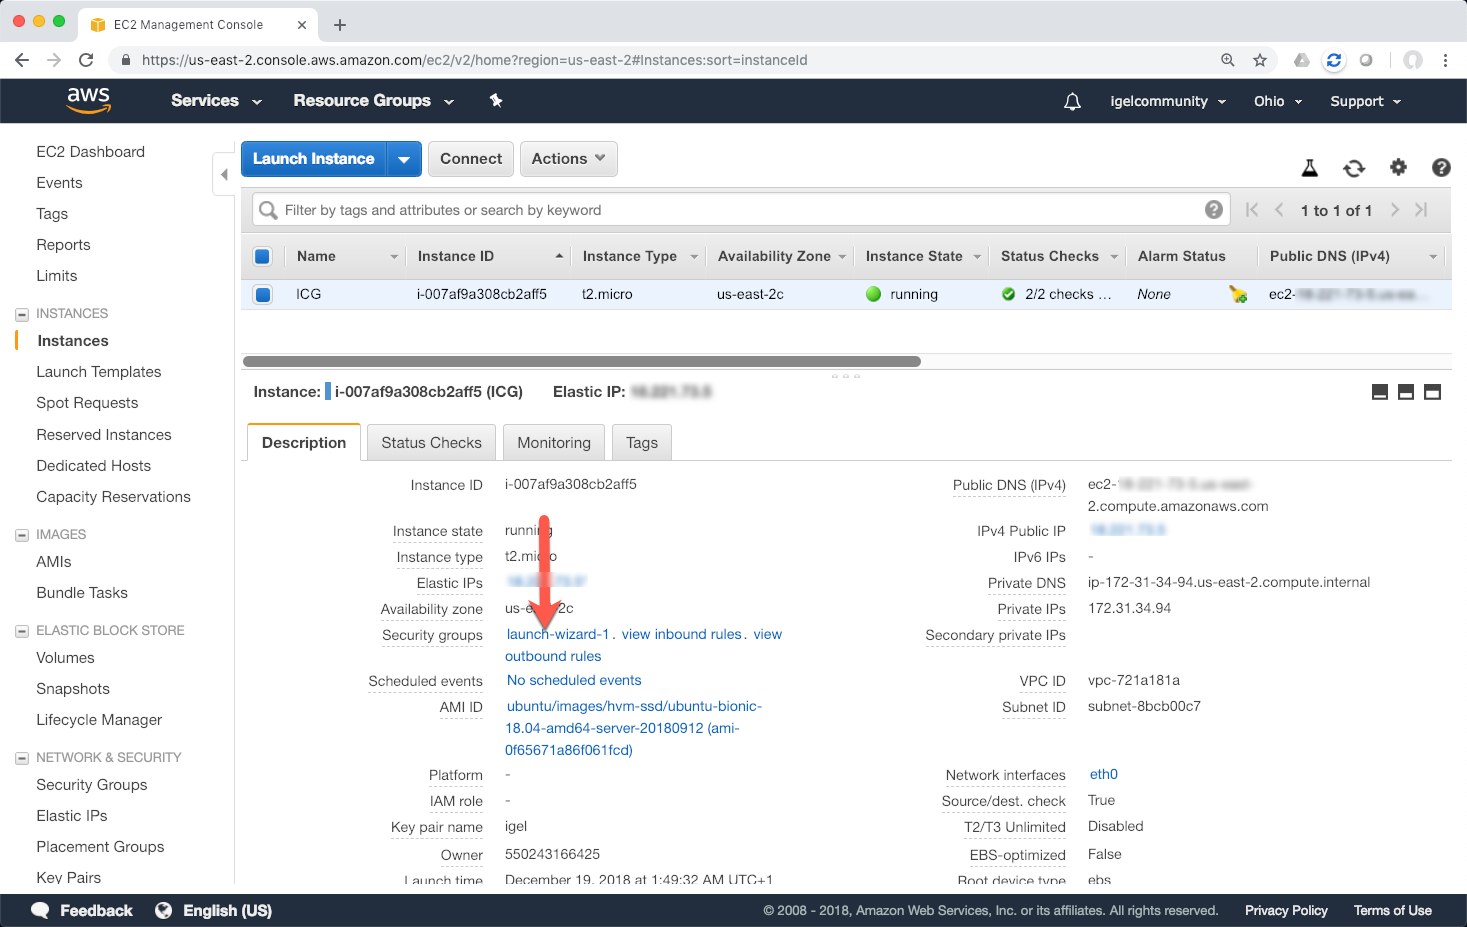 EC2 Management Console
https://us-east-2.console.aws.amazon.com/ec2/v2/home?region=us-east-2#Instances:sort=instanceId
aws Services Resource Groups igelcommunity Ohio Support
EC2 Dashboard
Events
Tags
Reports
Limits
INSTANCES
Instances
Launch Templates
Spot Requests
Reserved Instances
Dedicated Hosts
Capacity Reservations
IMAGES
AMIs
Bundle Tasks
ELASTIC BLOCK STORE
Volumes
Snapshots
Lifecycle Manager
NETWORK & SECURITY
Security Groups
Elastic IPs
Placement Groups
Key Pairs
Launch Instance Connect Actions
Filter by tags and attributes or search by keyword 1 to 1 of 1
Name Instance ID Instance Type Availability Zone Instance State Status Checks Alarm Status Public DNS (IPv4)
ICG i-007af9a308cb2aff5 t2.micro us-east-2c running 2/2 checks ... None ec2-
Instance: i-007af9a308cb2aff5 (ICG) Elastic IP:
Description Status Checks Monitoring Tags
Instance ID i-007af9a308cb2aff5
Instance state running
Instance type t2.micro
Elastic IPs
Availability zone us-east-2c
Security groups launch-wizard-1. view inbound rules. view
outbound rules
Scheduled events No scheduled events
AMI ID ubuntu/images/hvm-ssd/ubuntu-bionic-
18.04-amd64-server-20180912 (ami-
0f65671a86f061fcd)
Platform -
IAM role -
Key pair name igel
Owner 550243166425
Launch time December 19, 2018 at 1:49:32 AM UTC+1
Public DNS (IPv4) ec2-
2.compute.amazonaws.com
IPv4 Public IP
IPv6 IPs -
Private DNS ip-172-31-34-94.us-east-2.compute.internal
Private IPs 172.31.34.94
Secondary private IPs
VPC ID vpc-721a181a
Subnet ID subnet-8bcb00c7
Network interfaces eth0
Source/dest. check True
T2/T3 Unlimited Disabled
EBS-optimized False
Root device type ebs
Feedback English (US) © 2008 - 2018, Amazon Web Services, Inc. or its affiliates. All rights reserved. Privacy Policy Terms of Use